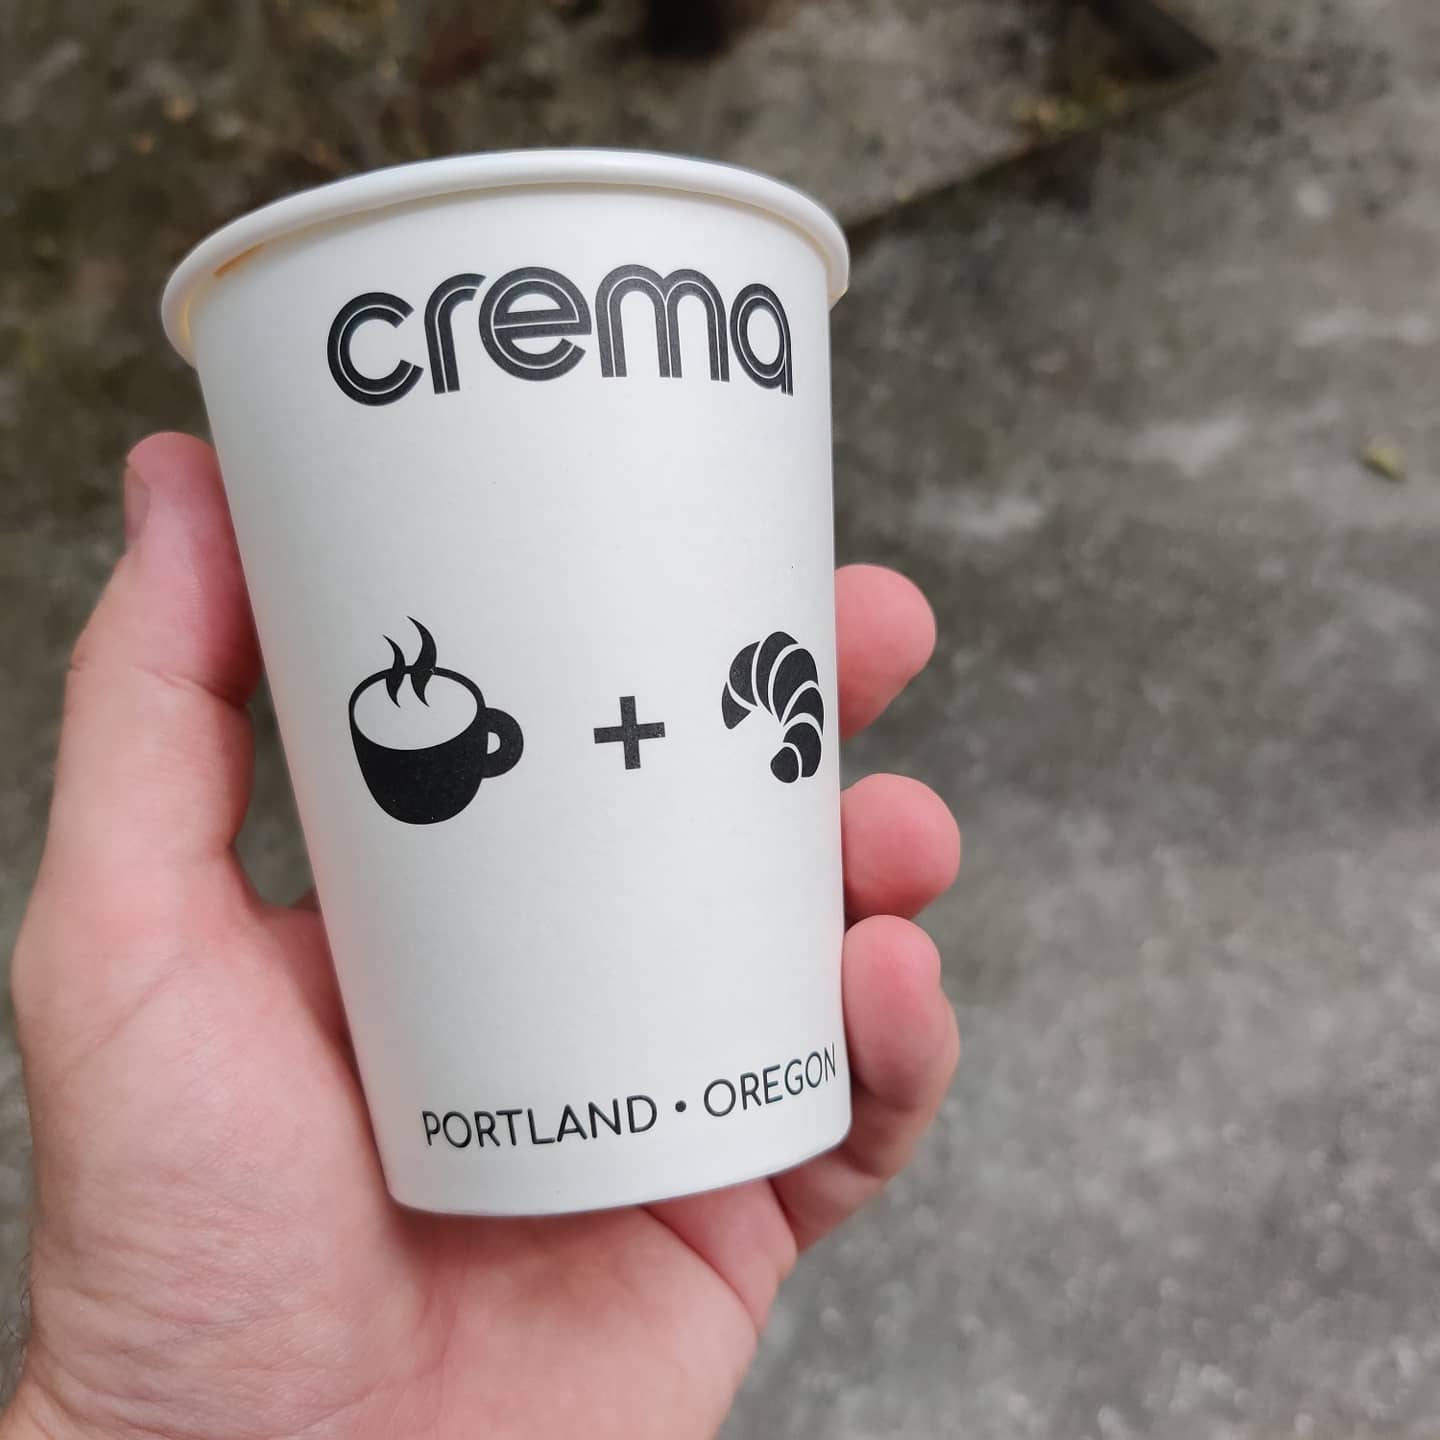 crema
+
PORTLAND • OREGON